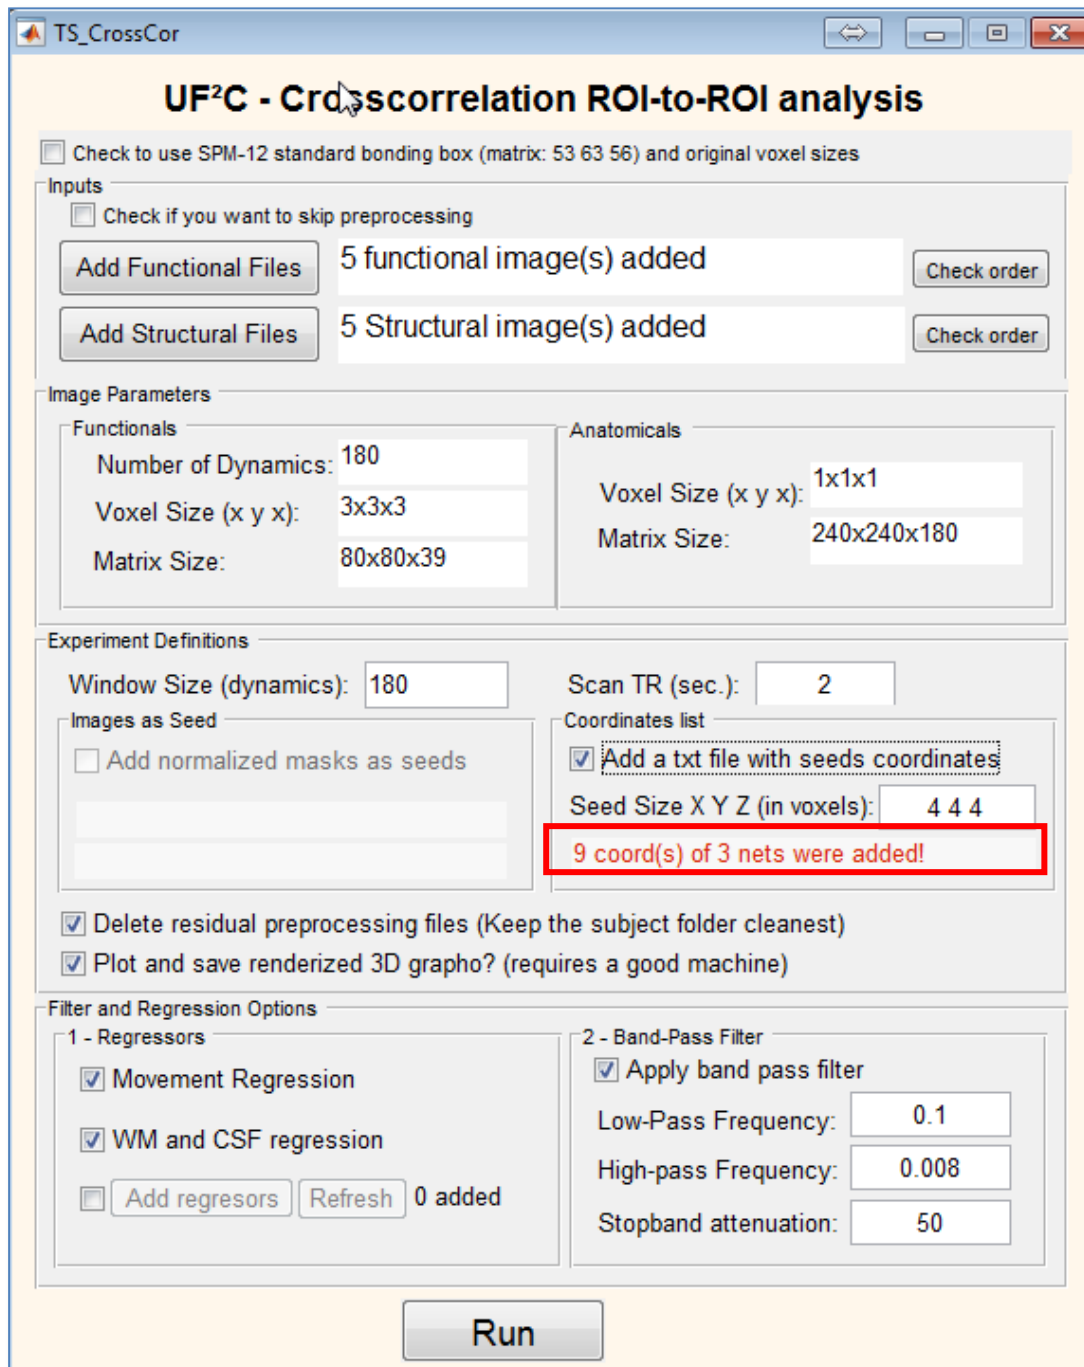 TS_CrossCor
UF²C - Crosscorrelation ROI-to-ROI analysis
Check to use SPM-12 standard bonding box (matrix: 53 63 56) and original voxel sizes
Inputs
Check if you want to skip preprocessing
Add Functional Files 5 functional image(s) added Check order
Add Structural Files 5 Structural image(s) added Check order
Image Parameters
Functionals
Number of Dynamics: 180
Voxel Size (x y x): 3x3x3
Matrix Size: 80x80x39
Anatomicals
Voxel Size (x y x): 1x1x1
Matrix Size: 240x240x180
Experiment Definitions
Window Size (dynamics): 180 Scan TR (sec.): 2
Images as Seed
Add normalized masks as seeds
Coordinates list
Add a txt file with seeds coordinates
Seed Size X Y Z (in voxels): 4 4 4
9 coord(s) of 3 nets were added!
Delete residual preprocessing files (Keep the subject folder cleanest)
Plot and save renderized 3D grapho? (requires a good machine)
Filter and Regression Options
1 - Regressors
Movement Regression
WM and CSF regression
Add regresors Refresh 0 added
2 - Band-Pass Filter
Apply band pass filter
Low-Pass Frequency: 0.1
High-pass Frequency: 0.008
Stopband attenuation: 50
Run